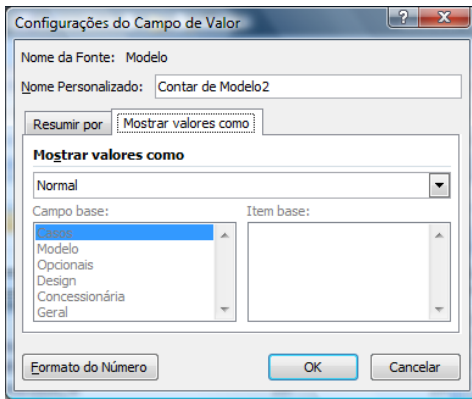 Configurações do Campo de Valor
Nome da Fonte: Modelo
Nome Personalizado: Contar de Modelo2
Resumir por Mostrar valores como
Mostrar valores como
Normal
Campo base: Item base:
Casos
Modelo
Opcionais
Design
Concessionária
Geral
Formato do Número OK Cancelar